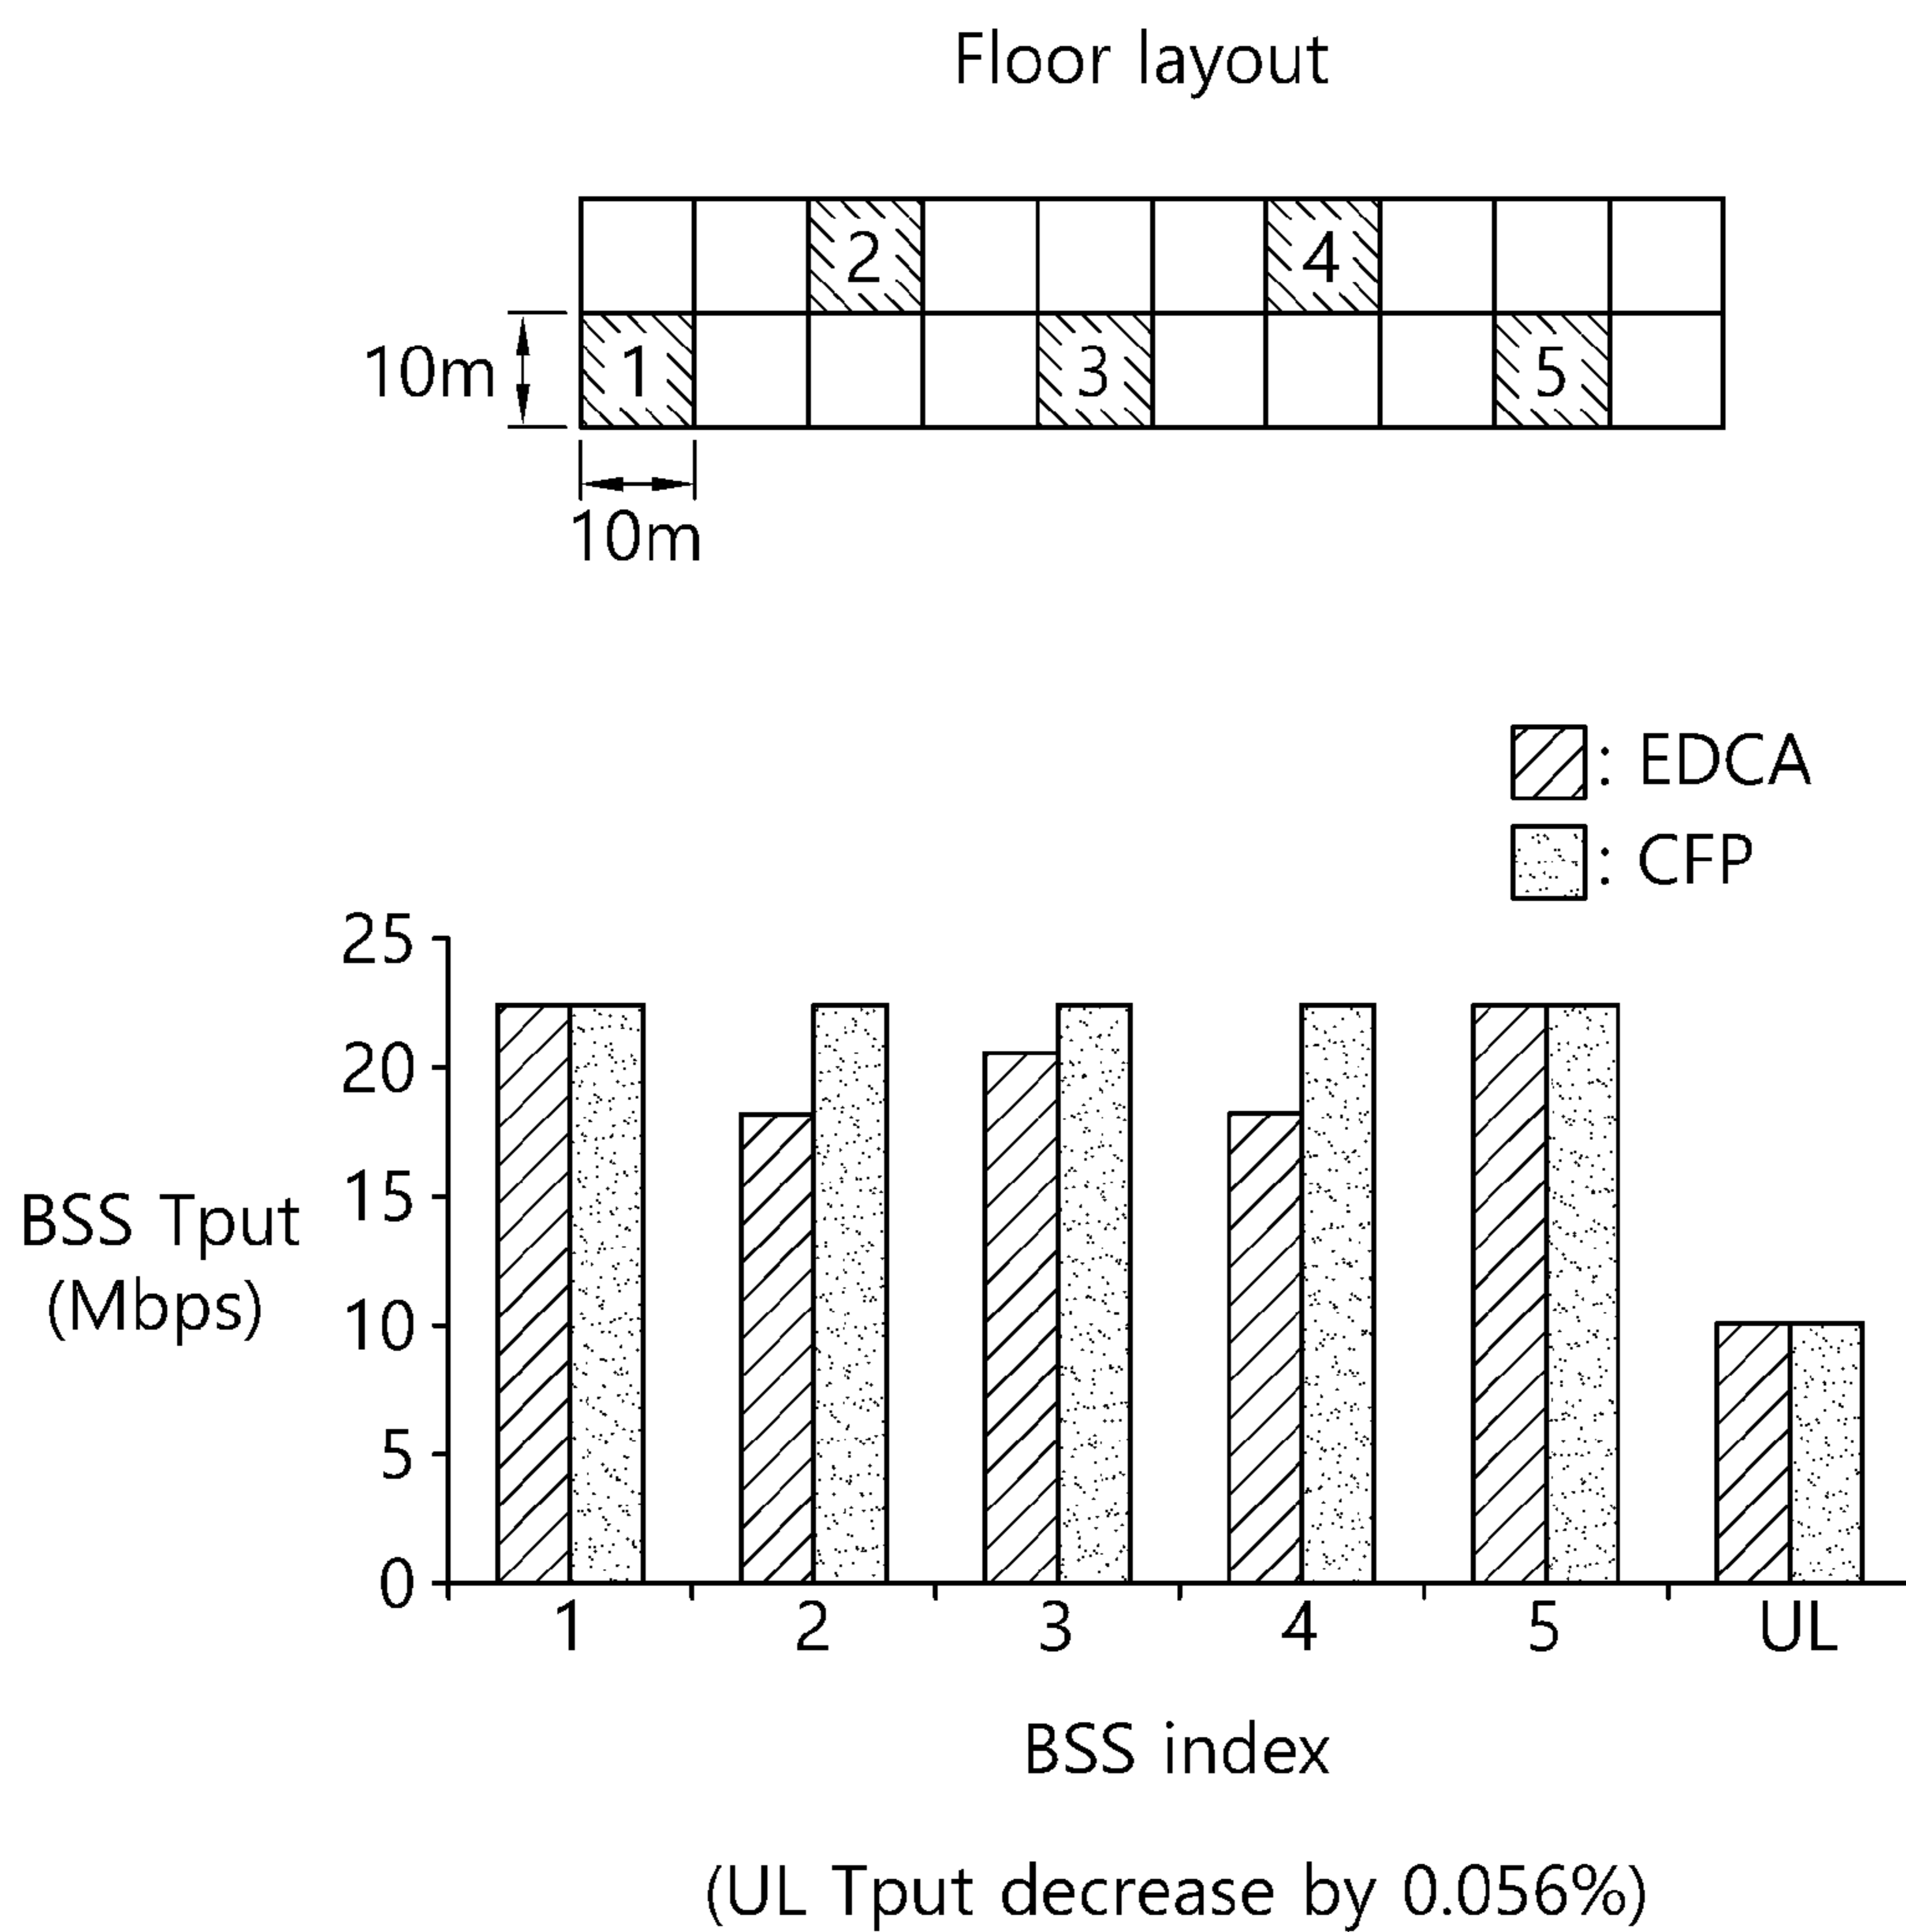 Floor layout
2
4
1
3
5
10m
10m
: EDCA
: CFP
25
20
15
10
5
0
BSS Tput
(Mbps)
1
2
3
4
5
UL
BSS index
(UL Tput decrease by 0.056%)